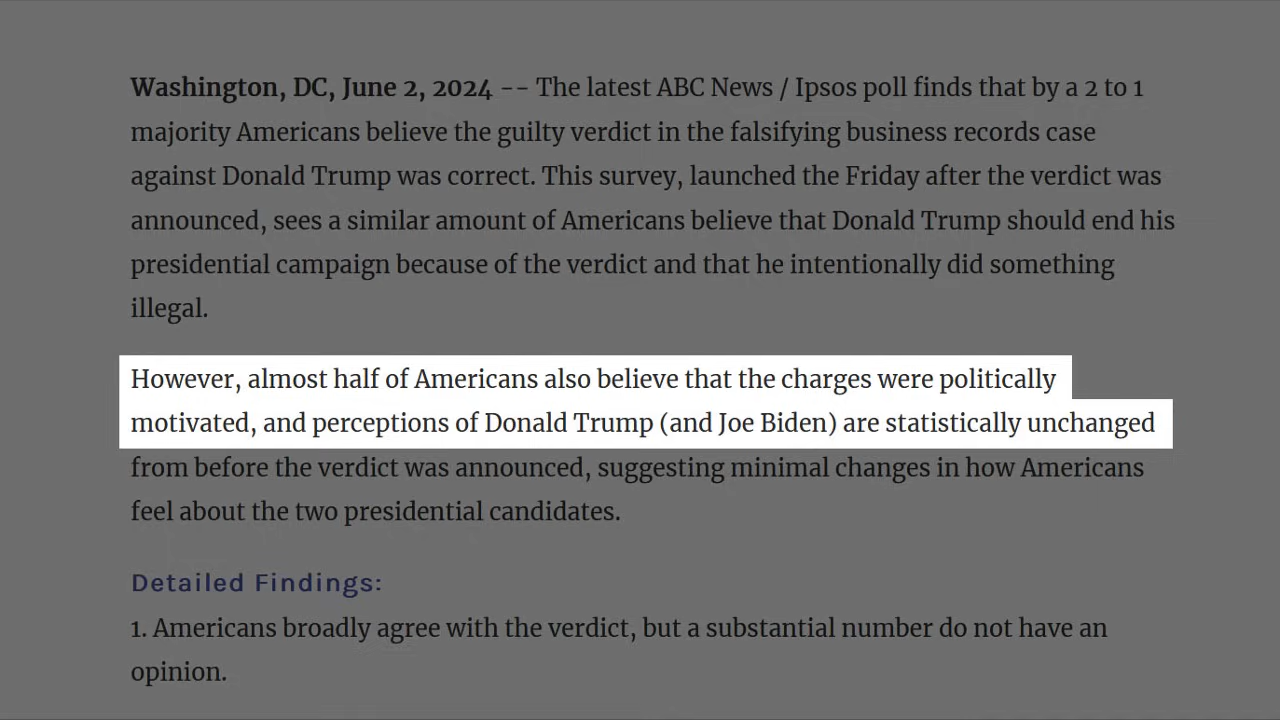 Washington, DC, June 2, 2024 -- The latest ABC News / Ipsos poll finds that by a 2 to 1
majority Americans believe the guilty verdict in the falsifying business records case
against Donald Trump was correct. This survey, launched the Friday after the verdict was
announced, sees a similar amount of Americans believe that Donald Trump should end his
presidential campaign because of the verdict and that he intentionally did something
illegal.
However, almost half of Americans also believe that the charges were politically
motivated, and perceptions of Donald Trump (and Joe Biden) are statistically unchanged
from before the verdict was announced, suggesting minimal changes in how Americans
feel about the two presidential candidates.
Detailed Findings:
1. Americans broadly agree with the verdict, but a substantial number do not have an
opinion.